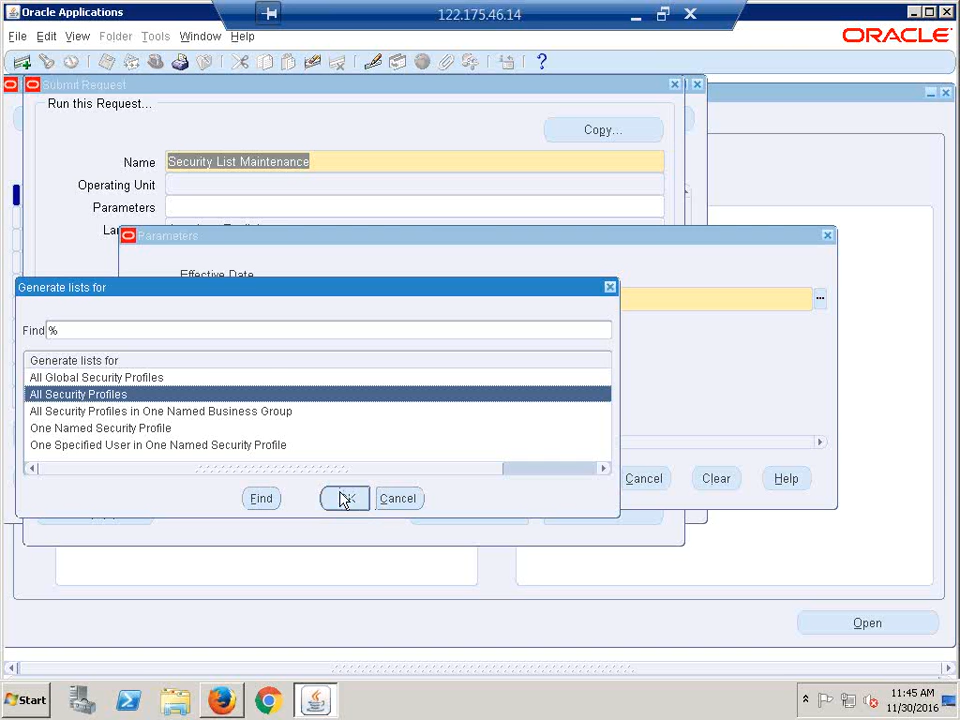 Oracle Applications
122.175.46.14
File Edit View Folder Tools Window Help
ORACLE
Submit Request
Run this Request...
Copy...
Name Security List Maintenance
Operating Unit
Parameters
Parameters
Effective Date
Generate lists for
Find %
Generate lists for
All Global Security Profiles
All Security Profiles
All Security Profiles in One Named Business Group
One Named Security Profile
One Specified User in One Named Security Profile
Cancel Clear Help
Find Cancel
Open
Start
11:45 AM
11/30/2016